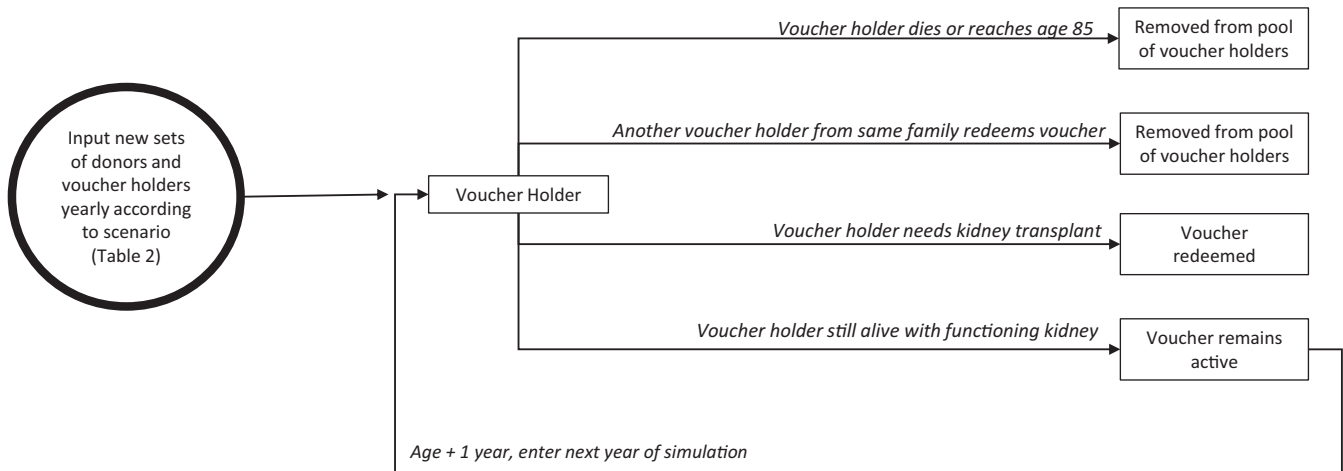 Input new sets
of donors and
voucher holders
yearly according
to scenario
(Table 2)
Voucher Holder
Voucher holder dies or reaches age 85
Removed from pool
of voucher holders
Another voucher holder from same family redeems voucher
Removed from pool
of voucher holders
Voucher holder needs kidney transplant
Voucher
redeemed
Voucher holder still alive with functioning kidney
Voucher remains
active
Age + 1 year, enter next year of simulation